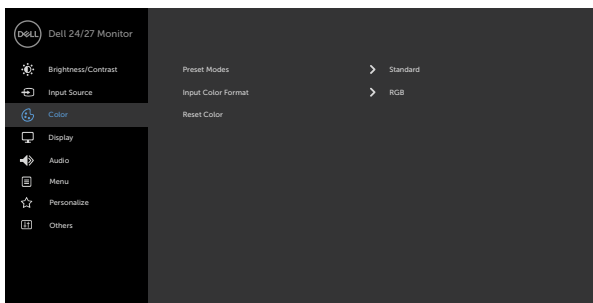 DELL Dell 24/27 Monitor
Brightness/Contrast Preset Modes Standard
Input Source Input Color Format RGB
Color Reset Color
Display
Audio
Menu
Personalize
Others